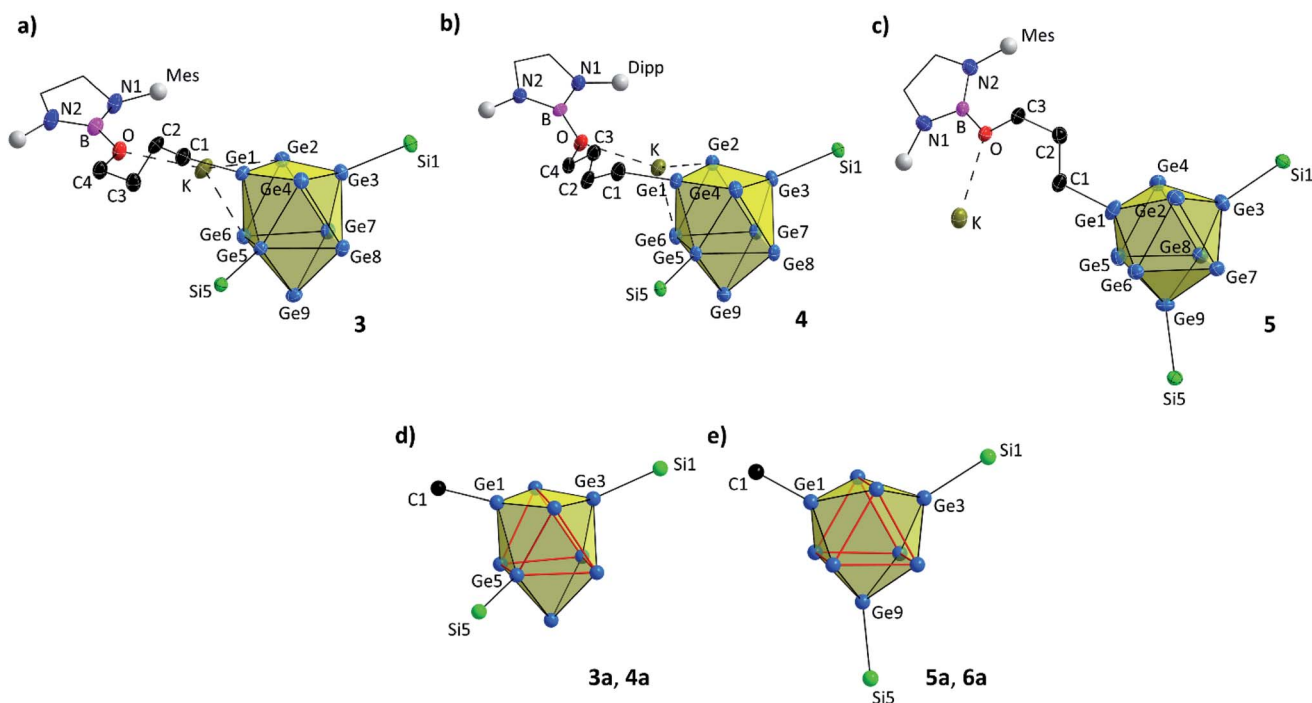 a)
Mes
N1
N2
B
O
C2
C1
C4
C3
K
Ge1
Ge2
Ge3
Ge4
Si1
Ge6
Ge7
Ge5
Ge8
Si5
Ge9
3
b)
Dipp
N1
N2
B
O
C3
C4
C2
C1
K
Ge1
Ge2
Ge4
Ge3
Si1
Ge6
Ge7
Ge5
Ge8
Si5
Ge9
4
c)
Mes
N2
B
C3
N1
O
C2
K
C1
Ge4
Si1
Ge1
Ge2
Ge3
Ge8
Ge5
Ge6
Ge7
Ge9
Si5
5
d)
Si1
C1
Ge1
Ge3
Ge5
Si5
3a, 4a
e)
Si1
C1
Ge1
Ge3
Ge9
Si5
5a, 6a